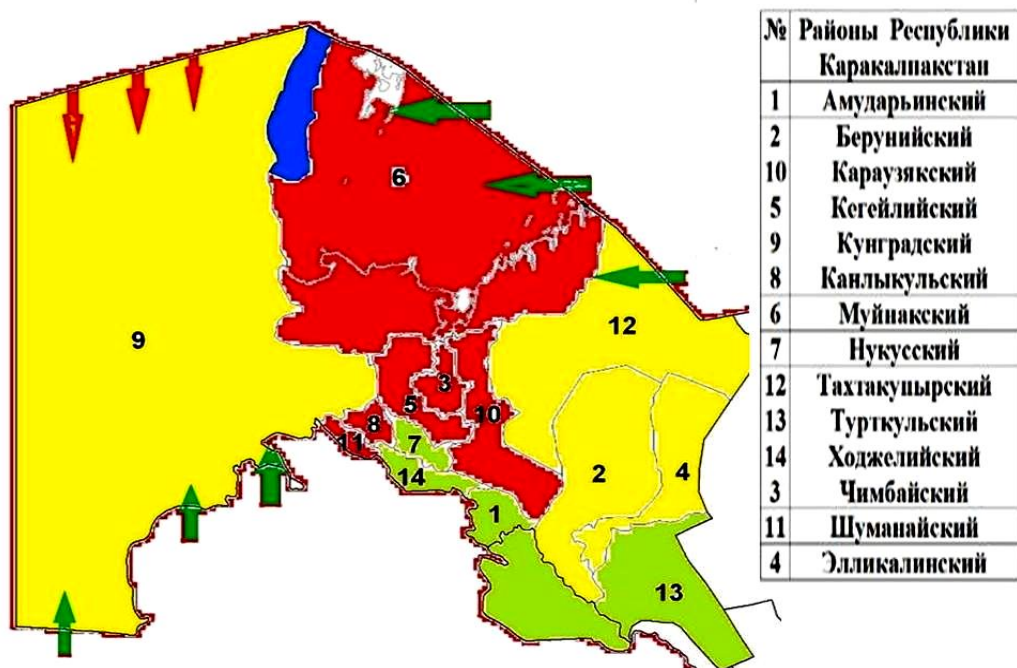 № Районы Республики
Каракалпакстан
1 Амударьинский
2 Берунийский
10 Караузякский
5 Кегейлийский
9 Кунградский
8 Канлыкульский
6 Муйнакский
7 Нукусский
12 Тахтакупырский
13 Турткульский
14 Ходжелийский
3 Чимбайский
11 Шуманайский
4 Элликалинский
6
12
9
3
5
10
8
11
7
14
2
4
1
13